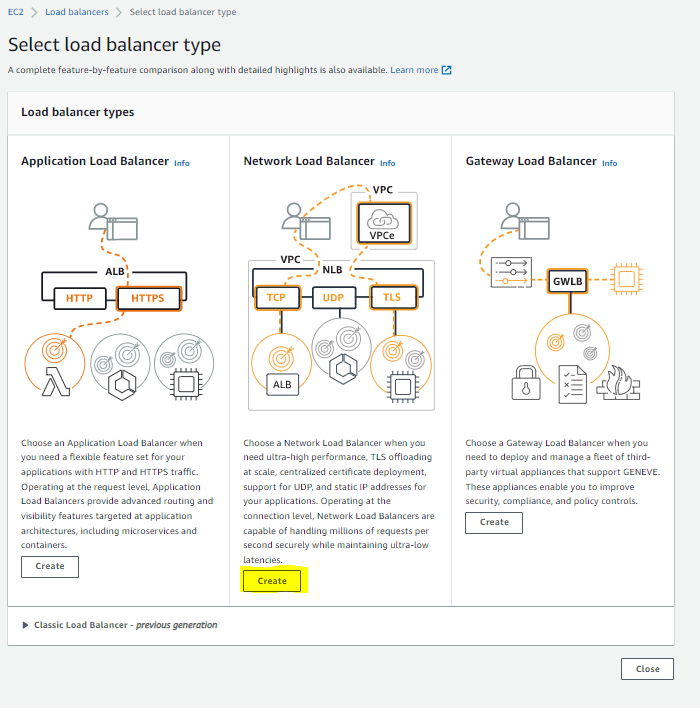 EC2 > Load balancers > Select load balancer type
Select load balancer type
A complete feature-by-feature comparison along with detailed highlights is also available. Learn more
Load balancer types
Application Load Balancer Info
ALB
HTTP
HTTPS
Choose an Application Load Balancer when
you need a flexible feature set for your
applications with HTTP and HTTPS traffic.
Operating at the request level, Application
Load Balancers provide advanced routing and
visibility features targeted at application
architectures, including microservices and
containers.
Create
Network Load Balancer Info
VPC
VPCe
VPC
NLB
TCP
UDP
TLS
ALB
Choose a Network Load Balancer when you
need ultra-high performance, TLS offloading
at scale, centralized certificate deployment,
support for UDP, and static IP addresses for
your applications. Operating at the
connection level, Network Load Balancers are
capable of handling millions of requests per
second securely while maintaining ultra-low
latencies.
Create
Gateway Load Balancer Info
GWLB
Choose a Gateway Load Balancer when you
need to deploy and manage a fleet of third-
party virtual appliances that support GENEVE.
These appliances enable you to improve
security, compliance, and policy controls.
Create
Classic Load Balancer - previous generation
Close